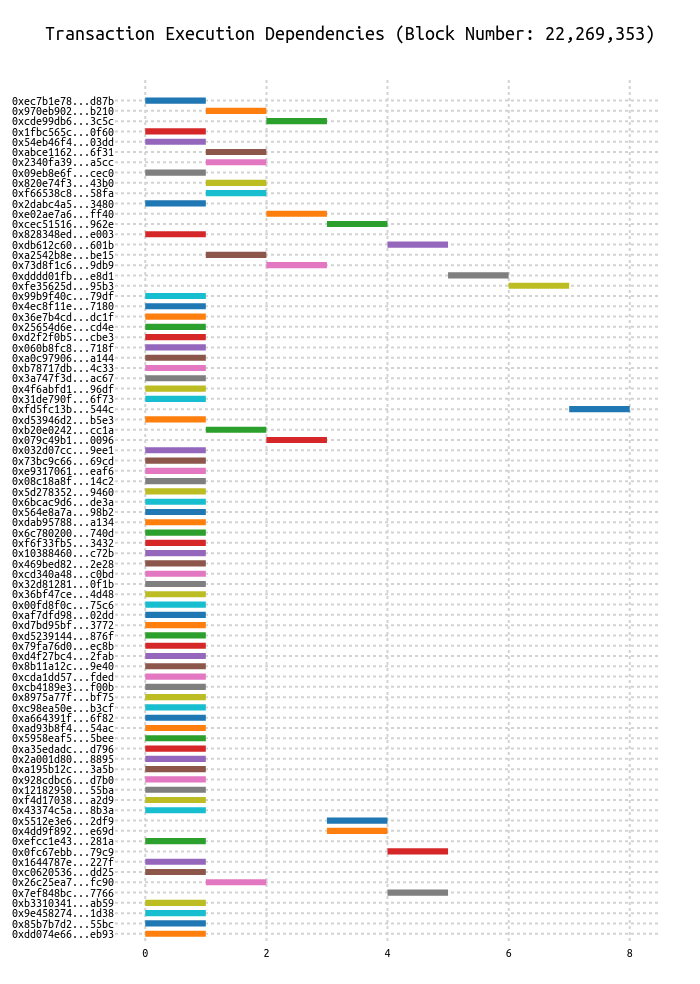 Transaction Execution Dependencies (Block Number: 22,269,353)
0xec7b1e78...d87b
0x970eb902...b210
0xcde99db6...3c5c
0x1fbc565c...0f60
0x54eb46f4...03dd
0xabce1162...6f31
0x2340fa39...a5cc
0x09eb8e6f...cec0
0x820e74f3...43b0
0xf66538c8...58fa
0x2dabc4a5...3480
0xe02ae7a6...ff40
0xcec51516...962e
0x828348ed...e003
0xdb612c60...601b
0xa2542b8e...be15
0x73d8f1c6...9db9
0xdddd01fb...e8d1
0xfe35625d...95b3
0x99b9f40c...79df
0x4ec8f11e...7180
0x36e7b4cd...dc1f
0x25654d6e...cd4e
0xd2f2f0b5...cbe3
0x060b8fc8...718f
0xa0c97906...a144
0xb78717db...4c33
0x3a747f3d...ac67
0x4f6abfd1...96df
0x31de790f...6f73
0xfd5fc13b...544c
0xd53946d2...b5e3
0xb20e0242...cc1a
0x079c49b1...0096
0x032d07cc...9ee1
0x73bc9c66...69cd
0xe9317061...eaf6
0x08c18a8f...14c2
0x5d278352...9460
0x6bcac9d6...de3a
0x564e8a7a...98b2
0xdab95788...a134
0x6c780200...740d
0xf6f33fb5...3432
0x10388460...c72b
0x469bed82...2e28
0xcd340a48...c0bd
0x32d81281...0f1b
0x36bf47ce...4d48
0x00fd8f0c...75c6
0xaf7dfd98...02dd
0xd7bd95bf...3772
0xd5239144...876f
0x79fa76d0...ec8b
0xd4f27bc4...2fab
0x8b11a12c...9e40
0xcda1dd57...fded
0xcb4189e3...f00b
0x8975a77f...bf75
0xc98ea50e...b3cf
0xa664391f...6f82
0xad93b8f4...54ac
0x5958eaf5...5bee
0xa35edadc...d796
0x2a001d80...8895
0xa195b12c...3a5b
0x928cdbc6...d7b0
0x12182950...55ba
0xf4d17038...a2d9
0x43374c5a...8b3a
0x5512e3e6...2df9
0x4dd9f892...e69d
0xefcc1e43...281a
0x0fc67ebb...79c9
0x1644787e...227f
0xc0620536...dd25
0x26c25ea7...fc90
0x7ef848bc...7766
0xb3310341...ab59
0x9e458274...1d38
0x85b7b7d2...55bc
0xdd074e66...eb93
0 2 4 6 8